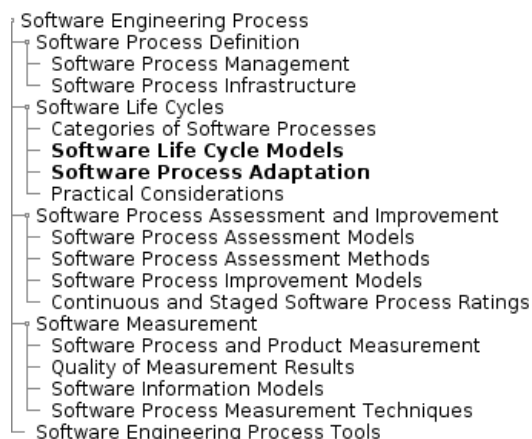 Software Engineering Process
Software Process Definition
Software Process Management
Software Process Infrastructure
Software Life Cycles
Categories of Software Processes
Software Life Cycle Models
Software Process Adaptation
Practical Considerations
Software Process Assessment and Improvement
Software Process Assessment Models
Software Process Assessment Methods
Software Process Improvement Models
Continuous and Staged Software Process Ratings
Software Measurement
Software Process and Product Measurement
Quality of Measurement Results
Software Information Models
Software Process Measurement Techniques
Software Engineering Process Tools